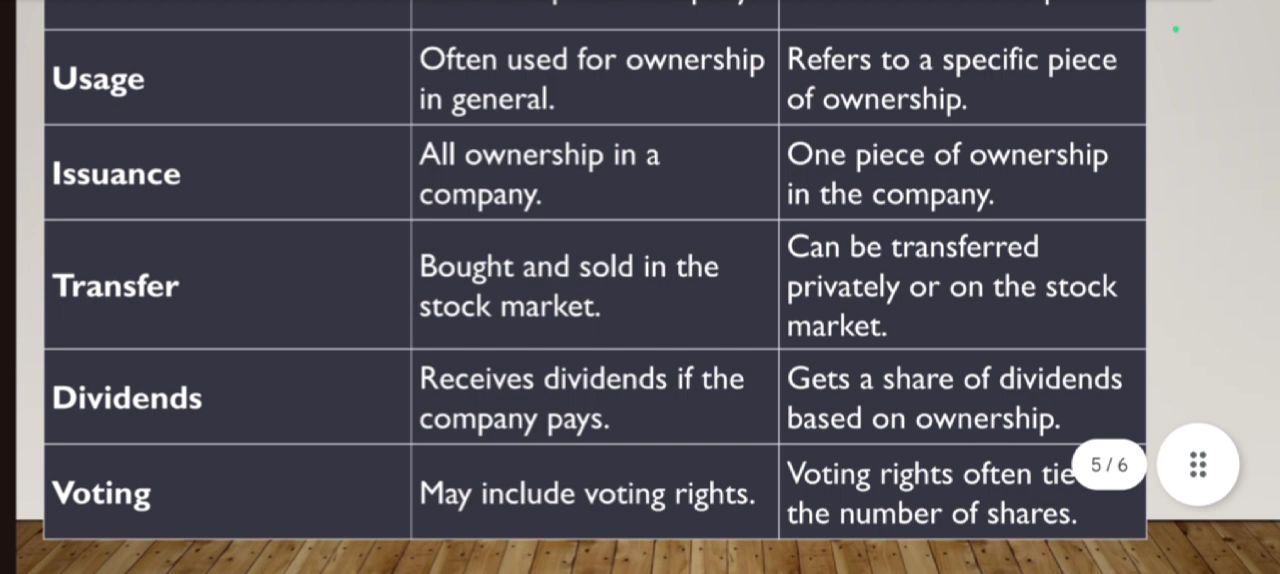 Usage
Often used for ownership
in general.
Refers to a specific piece
of ownership.
Issuance
All ownership in a
company.
One piece of ownership
in the company.
Transfer
Bought and sold in the
stock market.
Can be transferred
privately or on the stock
market.
Dividends
Receives dividends if the
company pays.
Gets a share of dividends
based on ownership.
Voting
May include voting rights.
Voting rights often
the number of shares.
5 / 6